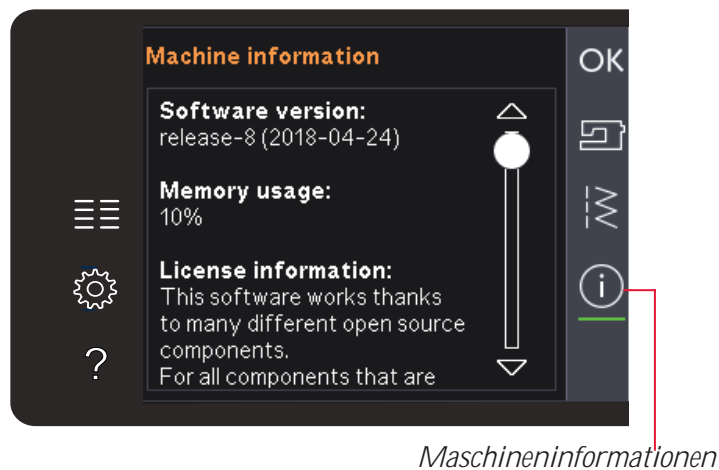 Machine information
OK
Software version:
release-8 (2018-04-24)
Memory usage:
10%
License information:
This software works thanks
to many different open source
components.
For all components that are
?
i
Maschineninformationen